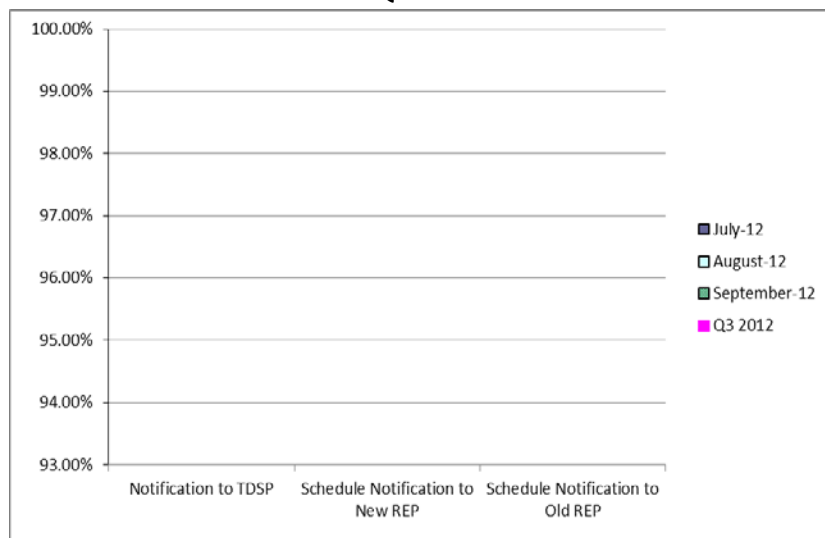 100.00%
99.00%
98.00%
97.00%
96.00%
95.00%
94.00%
93.00%
Notification to TDSP
Schedule Notification to
New REP
Schedule Notification to
Old REP
July-12
August-12
September-12
Q3 2012